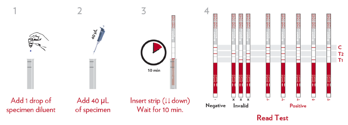 1
2
3
4
40 µL
10 min
C
T2
T1
Negative
Invalid
Positive
Add 1 drop of
specimen diluent
Add 40 µL
of specimen
Insert strip (↓↓down)
Wait for 10 min.
Read Test